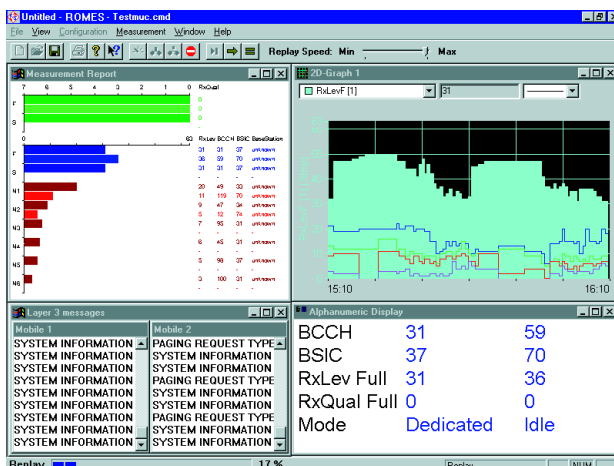 Untitled - ROMES - Testmuc.cmd
File View Configuration Measurement Window Help
Replay Speed: Min Max
Measurement Report
7 6 5 4 3 2 1 0 RxQual
F 0
0
S 0
-
0 63 RxLev BCCH BSIC BaseStation
F 31 31 37 unknown
36 59 70 unknown
S 31 31 37 unknown
- - - -
N1 20 49 33 unknown
11 119 70 unknown
N2 9 47 34 unknown
5 12 74 unknown
N3 7 95 31 unknown
- - - -
N4 6 45 31 unknown
- - - -
N5 5 98 37 unknown
- - - -
N6 3 100 31 unknown
- - - -
2D-Graph 1
RxLevF [1] 31
15:10 16:10
Layer 3 messages
Mobile 1
SYSTEM INFORMATION
SYSTEM INFORMATION
SYSTEM INFORMATION
SYSTEM INFORMATION
SYSTEM INFORMATION
SYSTEM INFORMATION
SYSTEM INFORMATION
SYSTEM INFORMATION
SYSTEM INFORMATION
Mobile 2
PAGING REQUEST TYPE
SYSTEM INFORMATION
SYSTEM INFORMATION
PAGING REQUEST TYPE
SYSTEM INFORMATION
SYSTEM INFORMATION
PAGING REQUEST TYPE
SYSTEM INFORMATION
SYSTEM INFORMATION
Alphanumeric Display
BCCH 31 59
BSIC 37 70
RxLev Full 31 36
RxQual Full 0 0
Mode Dedicated Idle
Replay 17 % Replay NUM